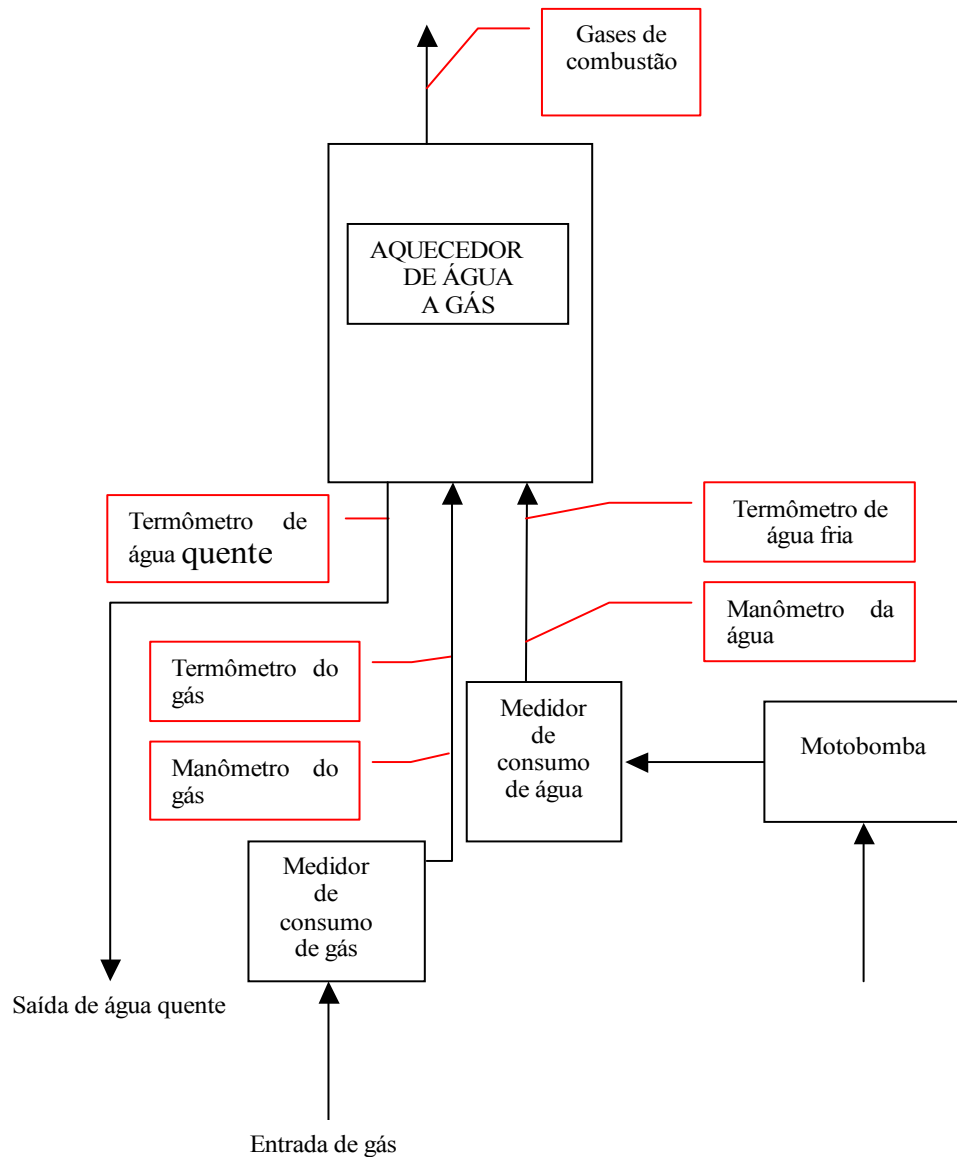 Gases de
combustão
AQUECEDOR
DE ÁGUA
A GÁS
Termômetro de
água quente
Termômetro de
água fria
Manômetro da
água
Termômetro do
gás
Medidor
de
consumo
de água
Motobomba
Manômetro do
gás
Medidor
de
consumo
de gás
Saída de água quente
Entrada de gás